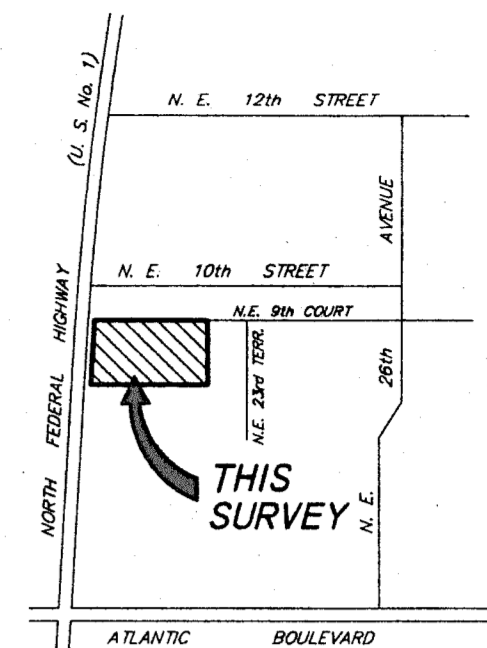 (U. S. No. 1)
N. E. 12th STREET
AVENUE
N. E. 10th STREET
N.E. 9th COURT
NORTH FEDERAL HIGHWAY
N.E. 23rd TERR.
26th
THIS
SURVEY
N. E.
ATLANTIC BOULEVARD